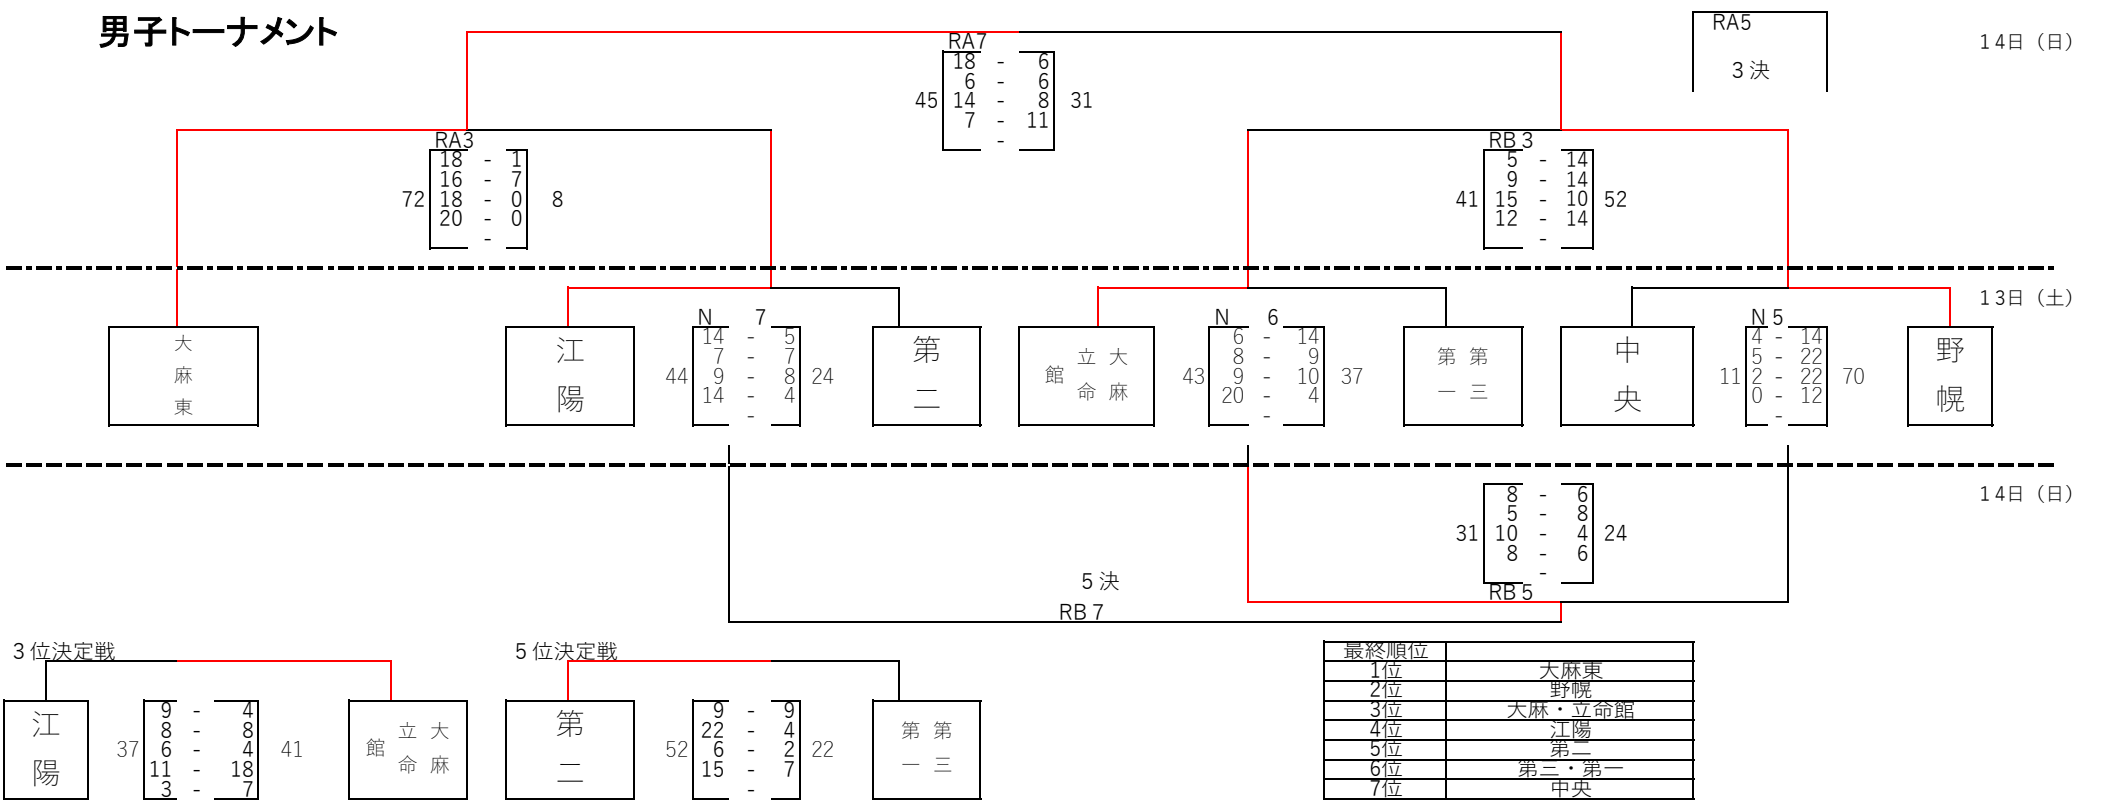 男子トーナメント
RA5
3決
14日（日）
RA7
18 - 6
6 - 6
45 14 - 8 31
7 - 11
-
RA3
18 - 1
16 - 7
72 18 - 0 8
20 - 0
-
RB 3
5 - 14
9 - 14
41 15 - 10 52
12 - 14
-
13日（土）
大麻東
江陽
N 7
14 - 5
7 - 7
44 9 - 8 24
14 - 4
-
第二
大麻
立命
館
N 6
6 - 14
8 - 9
43 9 - 10 37
20 - 4
-
第三
第一
中央
N 5
4 - 14
5 - 22
11 2 - 22 70
0 - 12
-
野幌
14日（日）
8 - 6
5 - 8
31 10 - 4 24
8 - 6
-
RB 5
5決
RB 7
3位決定戦
江陽
9 - 4
8 - 8
37 6 - 4 41
11 - 18
3 - 7
大麻
立命
館
5位決定戦
第二
9 - 9
22 - 4
52 6 - 2 22
15 - 7
-
第三
第一
最終順位
1位 大麻東
2位 野幌
3位 大麻・立命館
4位 江陽
5位 第二
6位 第三・第一
7位 中央